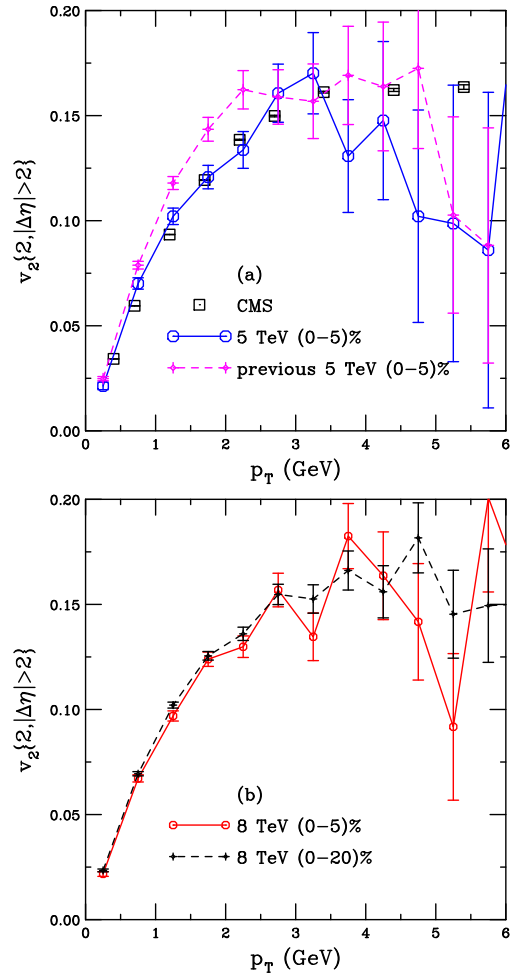 0.20
0.15
0.10
0.05
0.00
v₂{2,|Δη|>2}
(a)
CMS
5 TeV (0−5)%
previous 5 TeV (0−5)%
0 1 2 3 4 5 6
p_T (GeV)
0.20
0.15
0.10
0.05
0.00
v₂{2,|Δη|>2}
(b)
8 TeV (0−5)%
8 TeV (0−20)%
0 1 2 3 4 5 6
p_T (GeV)